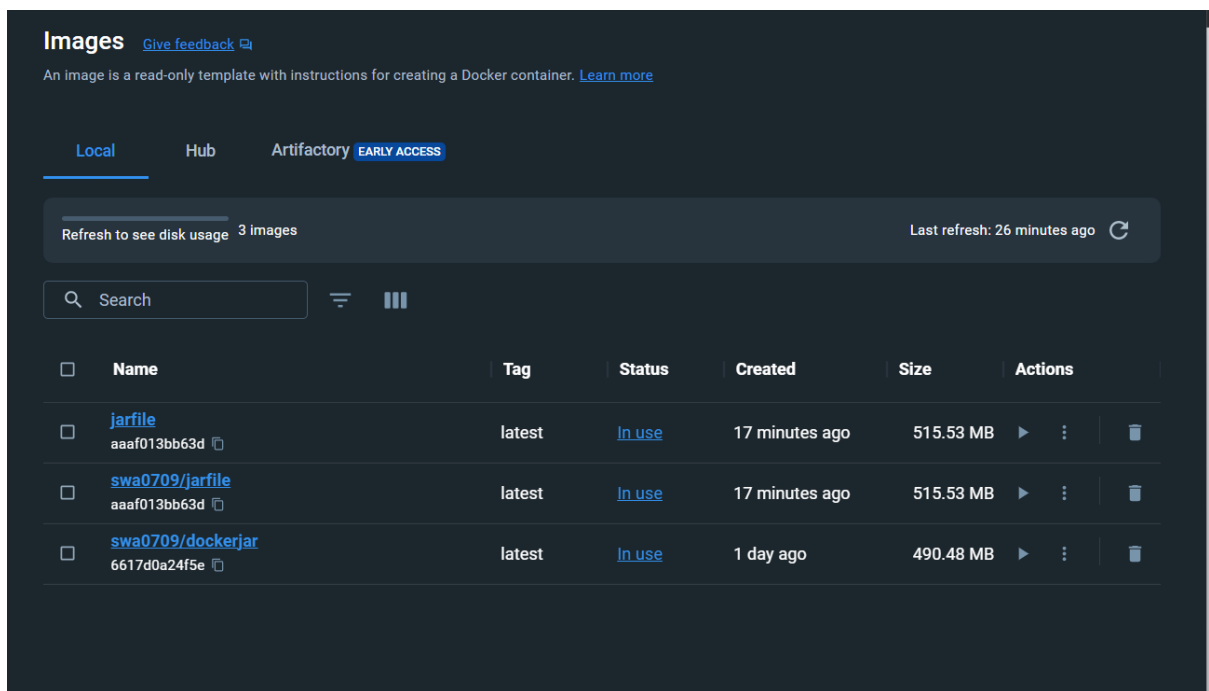 Images Give feedback
An image is a read-only template with instructions for creating a Docker container. Learn more
Local Hub Artifactory EARLY ACCESS
Refresh to see disk usage 3 images Last refresh: 26 minutes ago
Search
Name Tag Status Created Size Actions
jarfile
aaaf013bb63d
latest In use 17 minutes ago 515.53 MB
swa0709/jarfile
aaaf013bb63d
latest In use 17 minutes ago 515.53 MB
swa0709/dockerjar
6617d0a24f5e
latest In use 1 day ago 490.48 MB